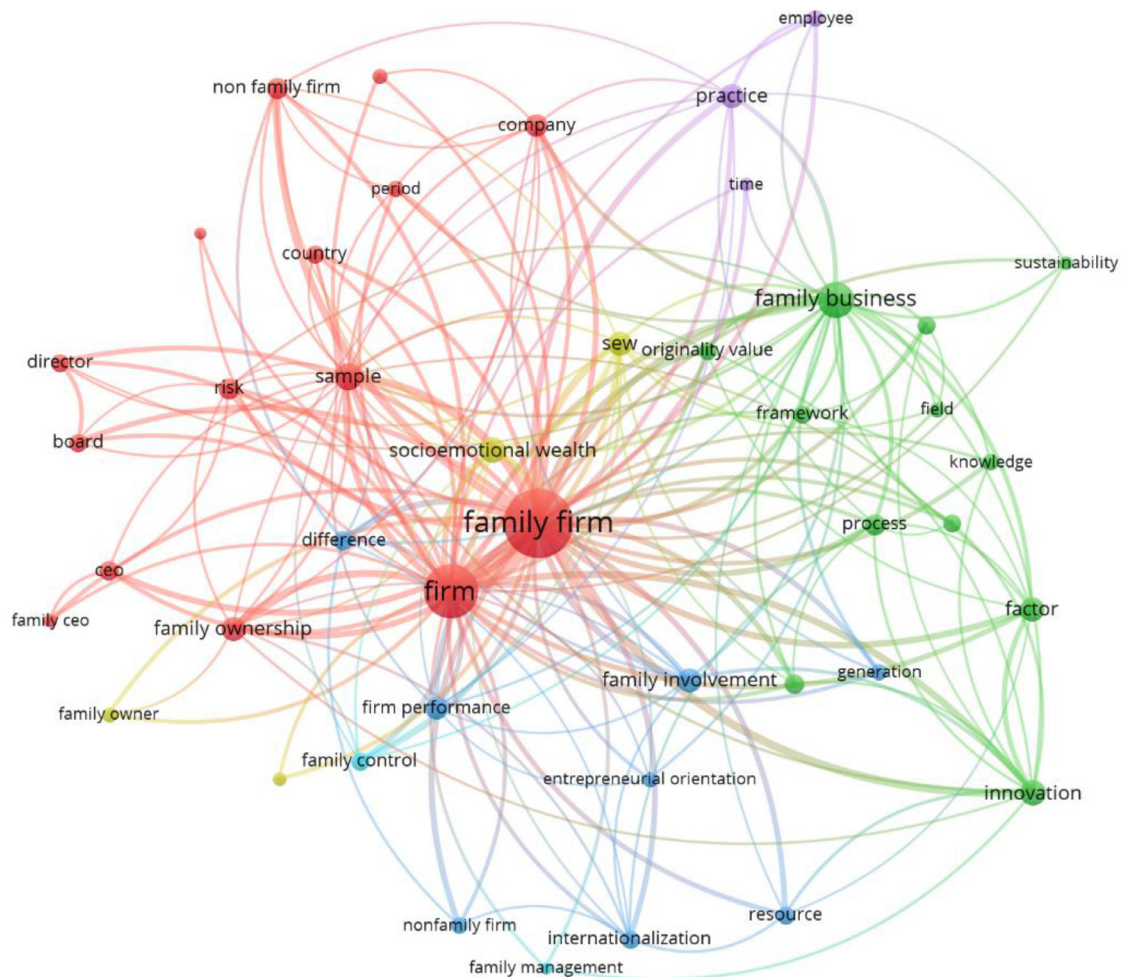 employee
non family firm
practice
company
time
period
country
sustainability
family business
sew
originality value
director
risk
sample
framework
field
board
socioemotional wealth
knowledge
family firm
process
difference
ceo
firm
factor
family ceo
family ownership
family involvement
generation
family owner
firm performance
family control
entrepreneurial orientation
innovation
resource
nonfamily firm
internationalization
family management